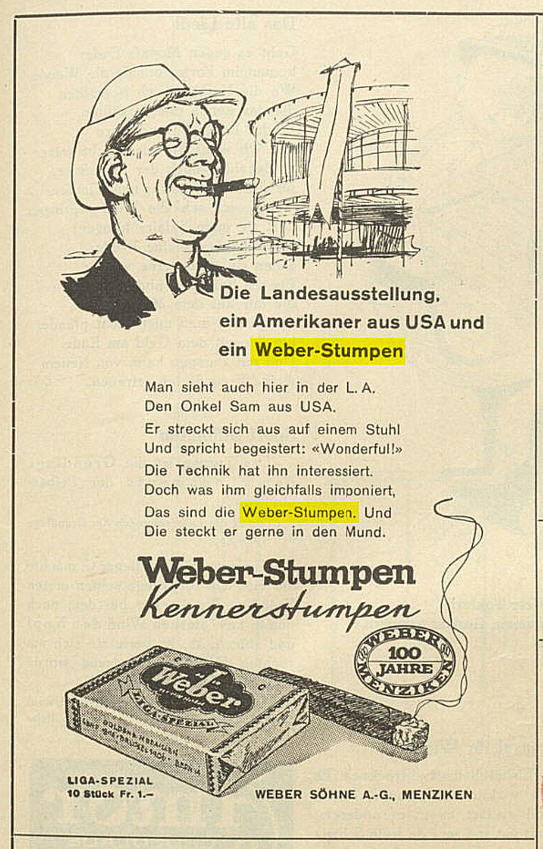 Die Landesausstellung,
ein Amerikaner aus USA und
ein Weber-Stumpen
Man sieht auch hier in der L. A.
Den Onkel Sam aus USA.
Er streckt sich aus auf einem Stuhl
Und spricht begeistert: «Wonderful!»
Die Technik hat ihn interessiert.
Doch was ihm gleichfalls imponiert,
Das sind die Weber-Stumpen. Und
Die steckt er gerne in den Mund.
Weber-Stumpen
Kennerstumpen
WEBER
100
JAHRE
MENZIKEN
Weber
LIGA-SPEZIAL
LIGA-SPEZIAL
10 Stück Fr. 1.–
WEBER SÖHNE A.-G., MENZIKEN